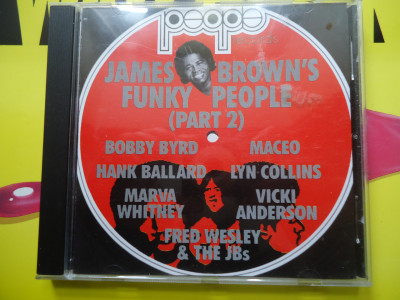 people
JAMES BROWN'S
FUNKY PEOPLE
(PART 2)
BOBBY BYRD MACEO
HANK BALLARD LYN COLLINS
MARVA VICKI
WHITNEY ANDERSON
FRED WESLEY
& THE JBs